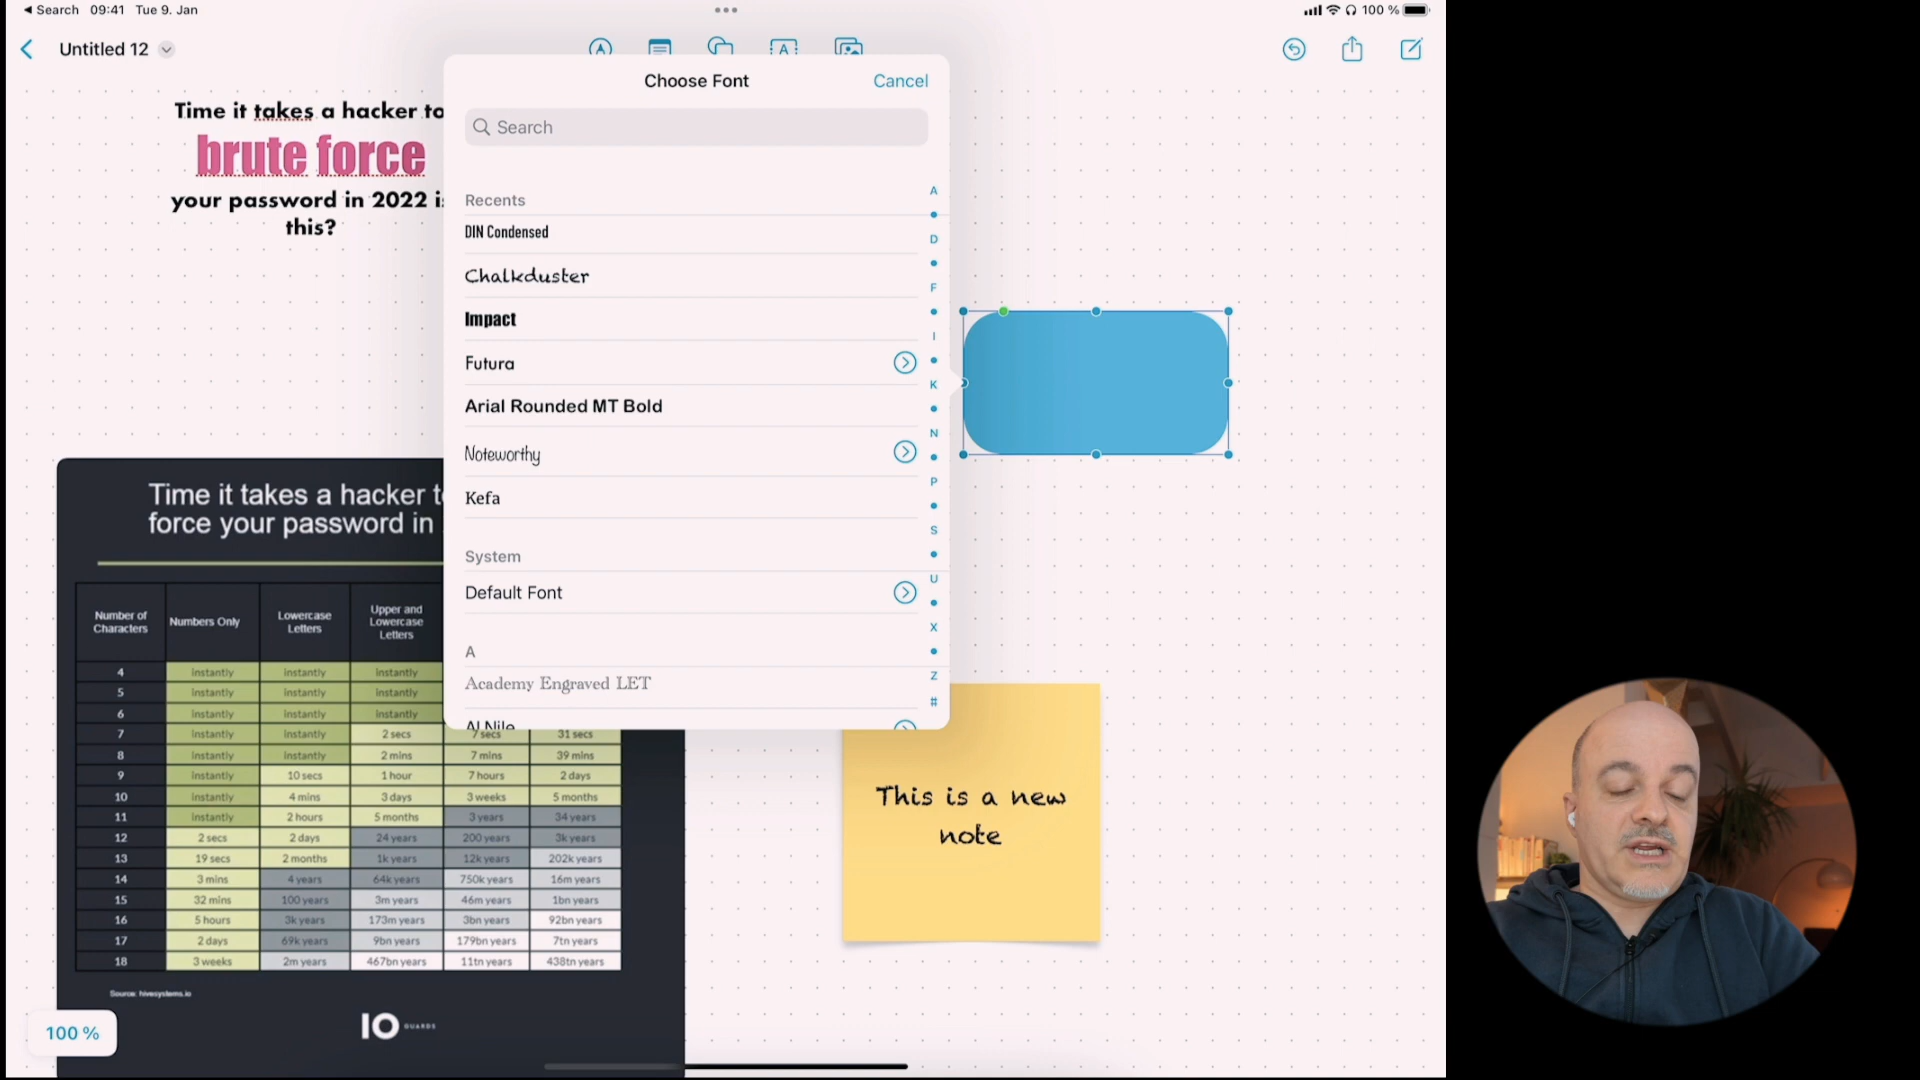 ◀ Search 09:41 Tue 9. Jan
100 %
Untitled 12
Time it takes a hacker to
brute force
your password in 2022 is
this?
Choose Font
Cancel
Search
Recents
DIN Condensed
Chalkduster
Impact
Futura
Arial Rounded MT Bold
Noteworthy
Kefa
System
Default Font
A
Academy Engraved LET
Al Nile
A
D
F
I
K
N
P
S
U
X
Z
#
Time it takes a hacker
force your password in
Number of Characters Numbers Only Lowercase Letters Upper and Lowercase Letters
4 instantly instantly instantly
5 instantly instantly instantly
6 instantly instantly instantly
7 instantly instantly 2 secs 7 secs 31 secs
8 instantly instantly 2 mins 7 mins 39 mins
9 instantly 10 secs 1 hour 7 hours 2 days
10 instantly 4 mins 3 days 3 weeks 5 months
11 instantly 2 hours 5 months 3 years 34 years
12 2 secs 2 days 24 years 200 years 3k years
13 19 secs 2 months 1k years 12k years 202k years
14 3 mins 4 years 64k years 750k years 16m years
15 32 mins 100 years 3m years 46m years 1bn years
16 5 hours 3k years 173m years 3bn years 92bn years
17 2 days 69k years 9bn years 179bn years 7tn years
18 3 weeks 2m years 467bn years 11tn years 438tn years
Source: hivesystems.io
IO GUARDS
100 %
This is a new
note